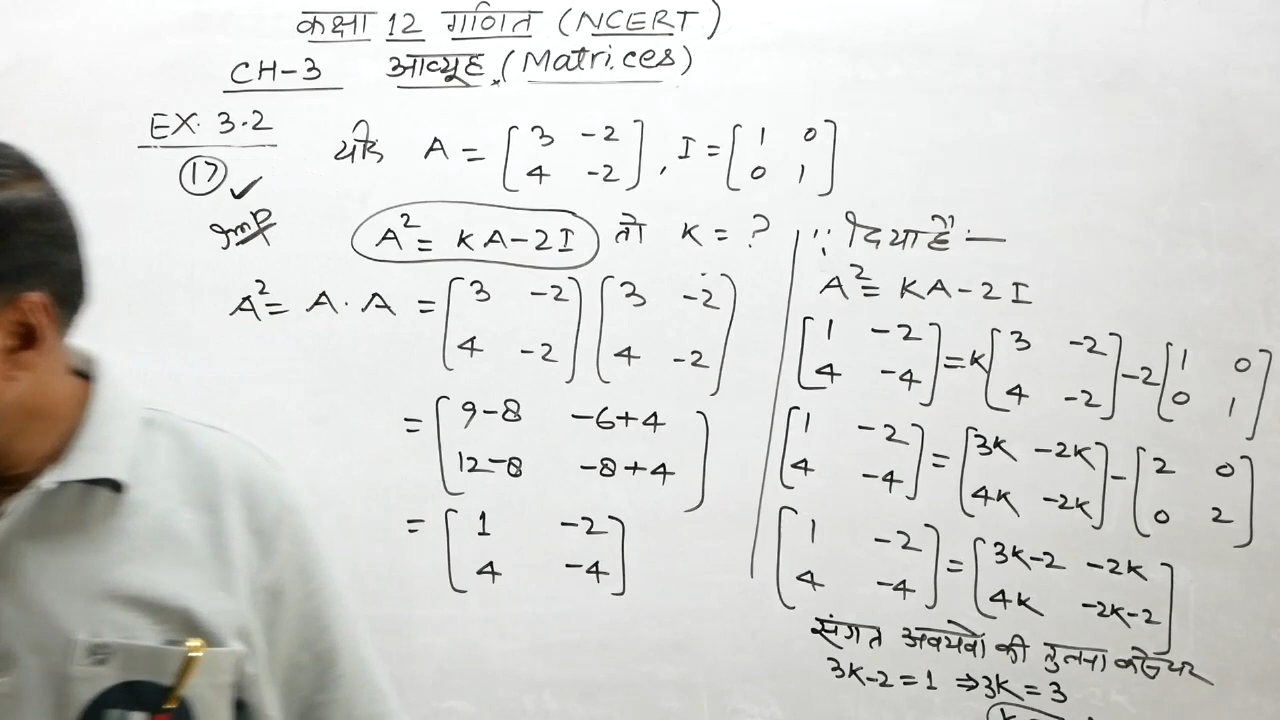 कक्षा 12 गणित (NCERT)
CH-3 आव्यूह (Matrices)
EX. 3.2
17 ✓
Imp
यदि A = [3 -2; 4 -2], I = [1 0; 0 1]
A² = KA-2I तो K = ?
A² = A . A = [3 -2; 4 -2] [3 -2; 4 -2]
= [9-8 -6+4; 12-8 -8+4]
= [1 -2; 4 -4]
∵ दिया है :—
A² = KA-2I
[1 -2; 4 -4] = K [3 -2; 4 -2] -2 [1 0; 0 1]
[1 -2; 4 -4] = [3K -2K; 4K -2K] - [2 0; 0 2]
[1 -2; 4 -4] = [3K-2 -2K; 4K -2K-2]
संगत अवयवों की तुलना करने पर
3K-2 = 1 ⇒ 3K = 3